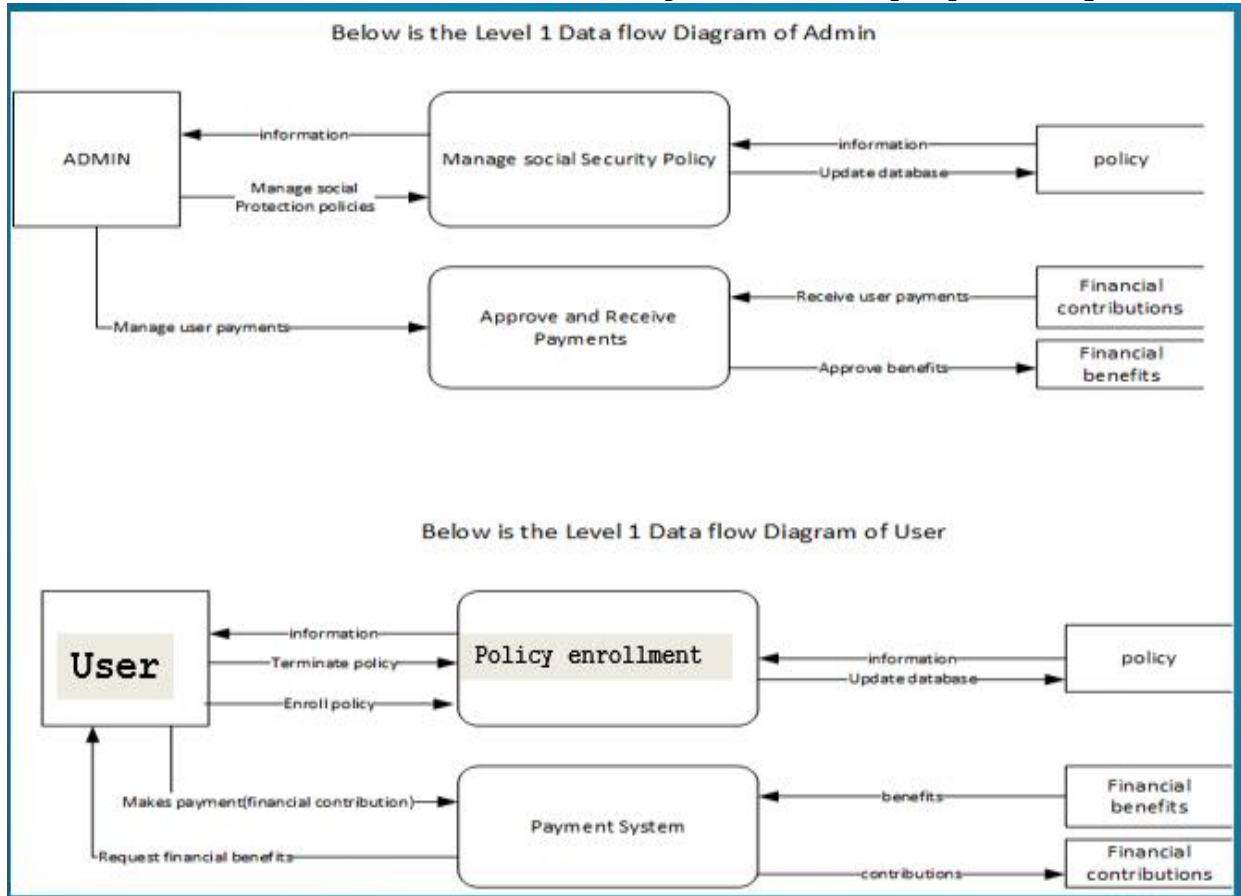 Below is the Level 1 Data flow Diagram of Admin
ADMIN
information
Manage social
Protection policies
Manage social Security Policy
information
Update database
policy
Manage user payments
Approve and Receive
Payments
Receive user payments
Approve benefits
Financial
contributions
Financial
benefits
Below is the Level 1 Data flow Diagram of User
User
information
Terminate policy
Enroll policy
Policy enrollment
information
Update database
policy
Makes payment(financial contribution)
Request financial benefits
Payment System
benefits
contributions
Financial
benefits
Financial
contributions